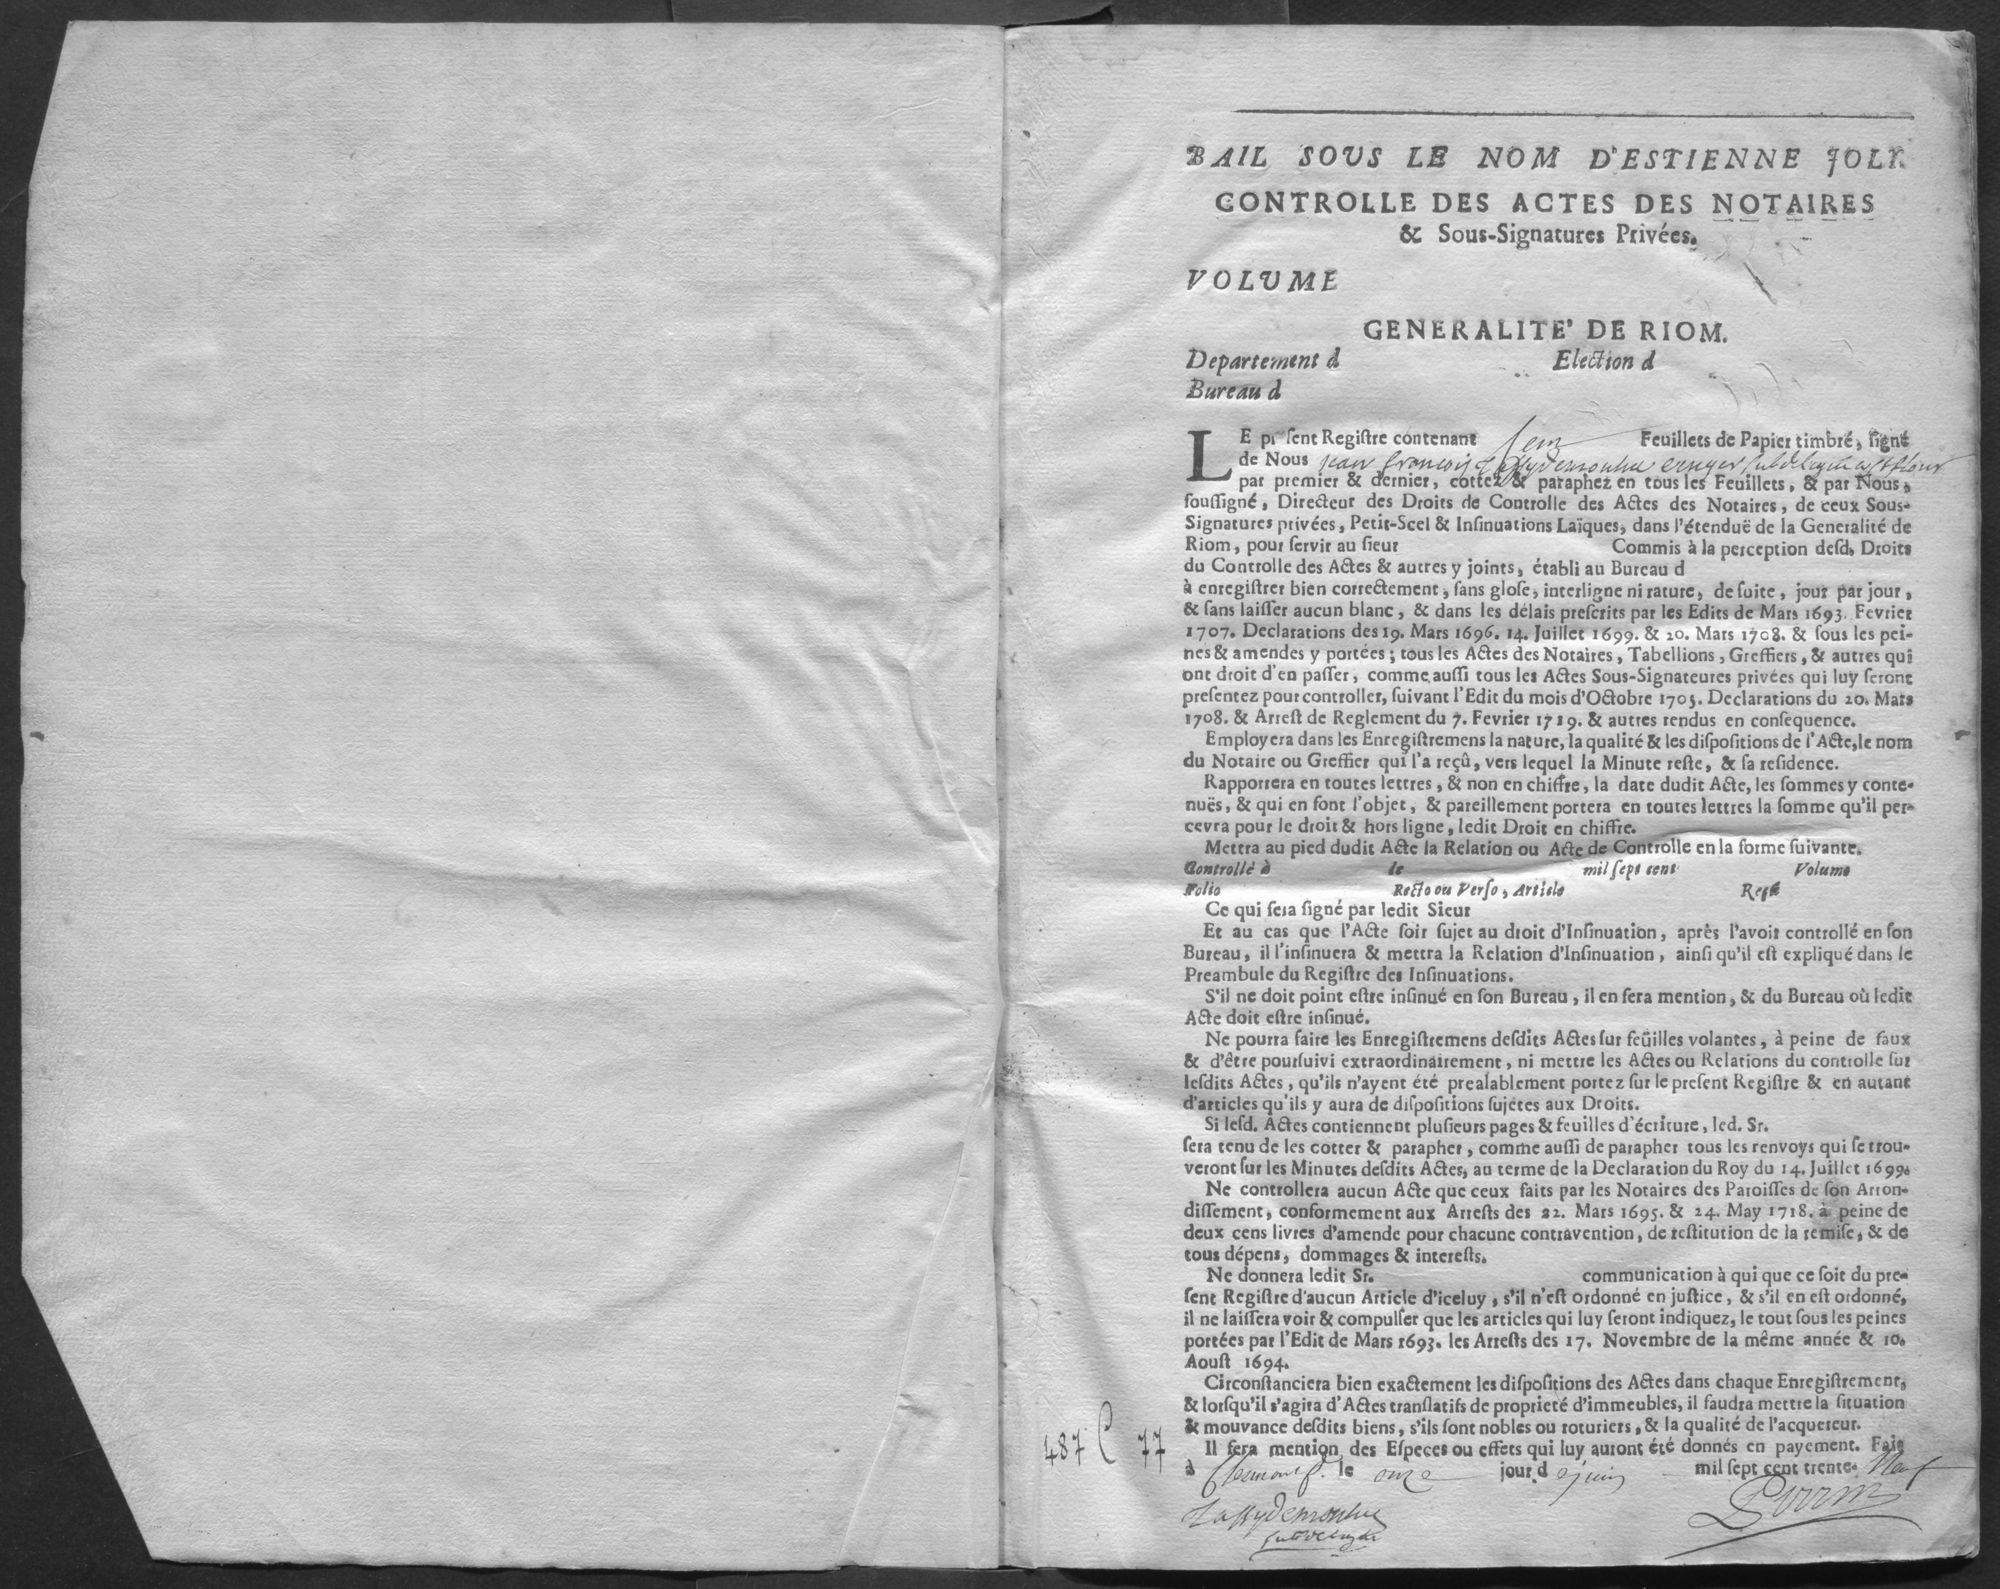 BAIL SOUS LE NOM D'ESTIENNE JOLY.
CONTROLLE DES ACTES DES NOTAIRES
& Sous-Signatures Privées.
VOLUME
GENERALITE' DE RIOM.
Departement d Election d
Bureau d
LE present Regiſtre contenant Feuillets de Papier timbré, ſigné
de Nous jean francois
par premier & dernier, cottez & paraphez en tous les Feuillets, & par Nous,
ſouſſigné, Directeur des Droits de Controlle des Actes des Notaires, de ceux Sous-
Signatures privées, Petit-Scel & Inſinuations Laïques, dans l'étenduë de la Generalité de
Riom, pour ſervir au ſieur Commis à la perception deſd. Droits
du Controlle des Actes & autres y joints, établi au Bureau d
à enregiſtrer bien correctement, ſans gloſe, interligne ni rature, de ſuite, jour par jour,
& ſans laiſſer aucun blanc, & dans les délais preſcrits par les Edits de Mars 1693. Fevrier
1707. Declarations des 19. Mars 1696. 14. Juillet 1699. & 20. Mars 1708. & ſous les pei-
nes & amendes y portées; tous les Actes des Notaires, Tabellions, Greffiers, & autres qui
ont droit d'en paſſer, comme auſſi tous les Actes Sous-Signateures privées qui luy ſeront
preſentez pour controller, ſuivant l'Edit du mois d'Octobre 1705. Declarations du 20. Mars
1708. & Arreſt de Reglement du 7. Fevrier 1719. & autres rendus en conſequence.
Employera dans les Enregiſtremens la nature, la qualité & les diſpoſitions de l'Acte, le nom
du Notaire ou Greffier qui l'a reçû, vers lequel la Minute reſte, & ſa reſidence.
Rapportera en toutes lettres, & non en chiffre, la date dudit Acte, les ſommes y conte-
nuës, & qui en font l'objet, & pareillement portera en toutes lettres la ſomme qu'il per-
cevra pour le droit & hors ligne, ledit Droit en chiffre.
Mettra au pied dudit Acte la Relation ou Acte de Controlle en la forme ſuivante.
Controllé à le mil ſept cent Volume
Folio Recto ou Verſo, Article Reçû
Ce qui ſera ſigné par ledit Sieur
Et au cas que l'Acte ſoit ſujet au droit d'Inſinuation, après l'avoir controllé en ſon
Bureau, il l'inſinuera & mettra la Relation d'Inſinuation, ainſi qu'il eſt expliqué dans le
Preambule du Regiſtre des Inſinuations.
S'il ne doit point eſtre inſinué en ſon Bureau, il en ſera mention, & du Bureau où ledit
Acte doit eſtre inſinué.
Ne pourra faire les Enregiſtremens deſdits Actes ſur feüilles volantes, à peine de faux
& d'être pourſuivi extraordinairement, ni mettre les Actes ou Relations du controlle ſur
leſdits Actes, qu'ils n'ayent été prealablement portez ſur le preſent Regiſtre & en autant
d'articles qu'ils y aura de diſpoſitions ſujetes aux Droits.
Si leſd. Actes contiennent pluſieurs pages & feuilles d'écriture, led. Sr.
ſera tenu de les cotter & parapher, comme auſſi de parapher tous les renvoys qui ſe trou-
veront ſur les Minutes deſdits Actes, au terme de la Declaration du Roy du 14. Juillet 1699.
Ne controllera aucun Acte que ceux faits par les Notaires des Paroiſſes de ſon Arron-
diſſement, conformement aux Arreſts des 22. Mars 1695. & 24. May 1718. à peine de
deux cens livres d'amende pour chacune contravention, de reſtitution de la remiſe, & de
tous dépens, dommages & intereſts.
Ne donnera ledit Sr. communication à qui que ce ſoit du pre-
ſent Regiſtre d'aucun Article d'iceluy, s'il n'eſt ordonné en juſtice, & s'il en eſt ordonné,
il ne laiſſera voir & compulſer que les articles qui luy ſeront indiquez, le tout ſous les peines
portées par l'Edit de Mars 1693. les Arreſts des 17. Novembre de la même année & 10.
Aouſt 1694.
Circonſtanciera bien exactement les diſpoſitions des Actes dans chaque Enregiſtrement,
& lorſqu'il s'agira d'Actes tranſlatifs de proprieté d'immeubles, il faudra mettre la ſituation
& mouvance deſdits biens, s'ils ſont nobles ou roturiers, & la qualité de l'acquereur.
Il ſera mention des Eſpeces ou effets qui luy auront été donnés en payement. Fait
à le onze jour d ejuin mil ſept cent trente. Neuf
487 C 77